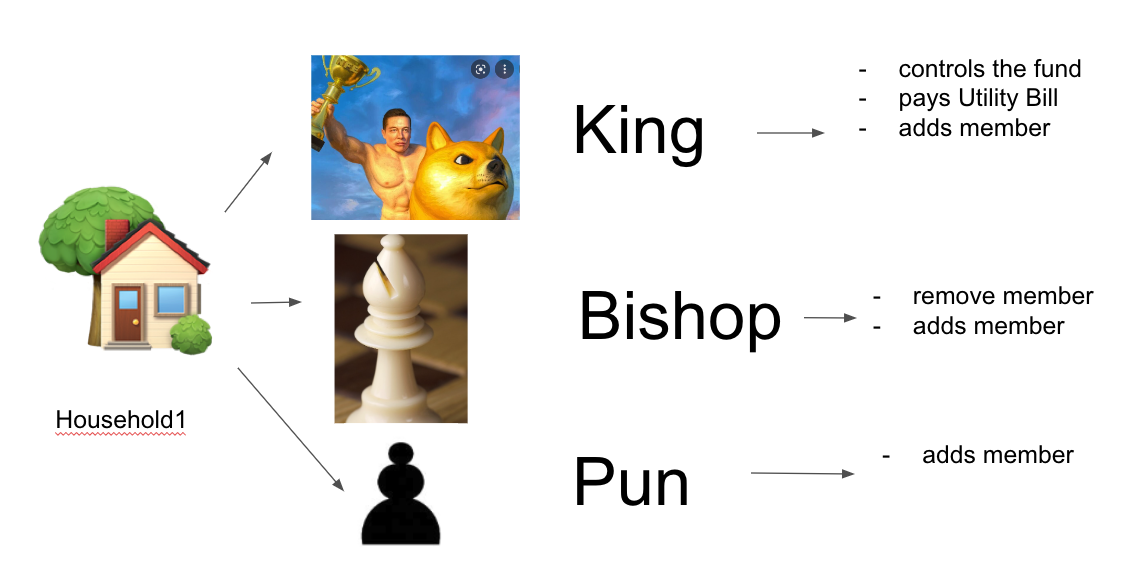 King
- controls the fund
- pays Utility Bill
- adds member
Bishop
- remove member
- adds member
Household1
Pun
- adds member